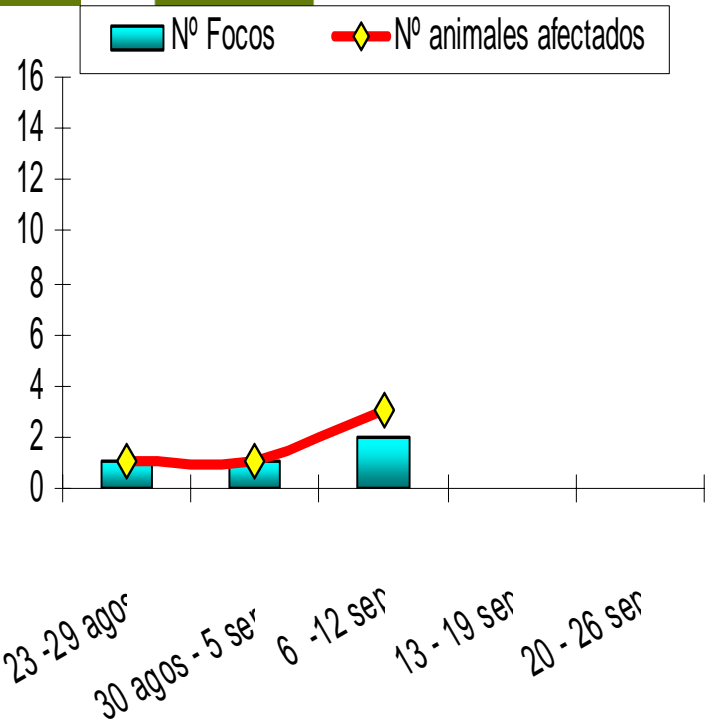 Nº Focos Nº animales afectados
16
14
12
10
8
6
4
2
0
23 -29 agos
30 agos - 5 sep
6 -12 sep
13 - 19 sep
20 - 26 sep